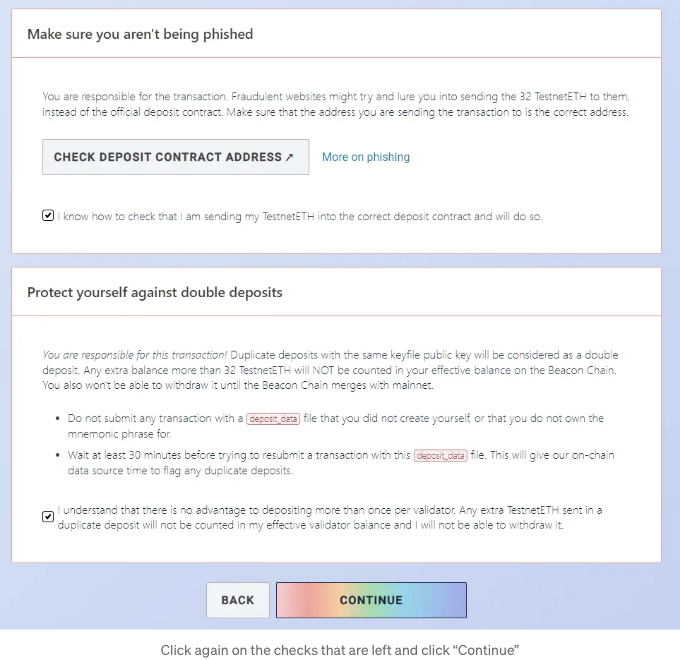 Make sure you aren't being phished
You are responsible for the transaction. Fraudulent websites might try and lure you into sending the 32 TestnetETH to them,
instead of the official deposit contract. Make sure that the address you are sending the transaction to is the correct address.
CHECK DEPOSIT CONTRACT ADDRESS ↗ More on phishing
I know how to check that I am sending my TestnetETH into the correct deposit contract and will do so.
Protect yourself against double deposits
You are responsible for this transaction! Duplicate deposits with the same keyfile public key will be considered as a double
deposit. Any extra balance more than 32 TestnetETH will NOT be counted in your effective balance on the Beacon Chain.
You also won't be able to withdraw it until the Beacon Chain merges with mainnet.
• Do not submit any transaction with a deposit_data file that you did not create yourself, or that you do not own the
mnemonic phrase for.
• Wait at least 30 minutes before trying to resubmit a transaction with this deposit_data file. This will give our on-chain
data source time to flag any duplicate deposits.
I understand that there is no advantage to depositing more than once per validator. Any extra TestnetETH sent in a
duplicate deposit will not be counted in my effective validator balance and I will not be able to withdraw it.
BACK CONTINUE
Click again on the checks that are left and click “Continue”